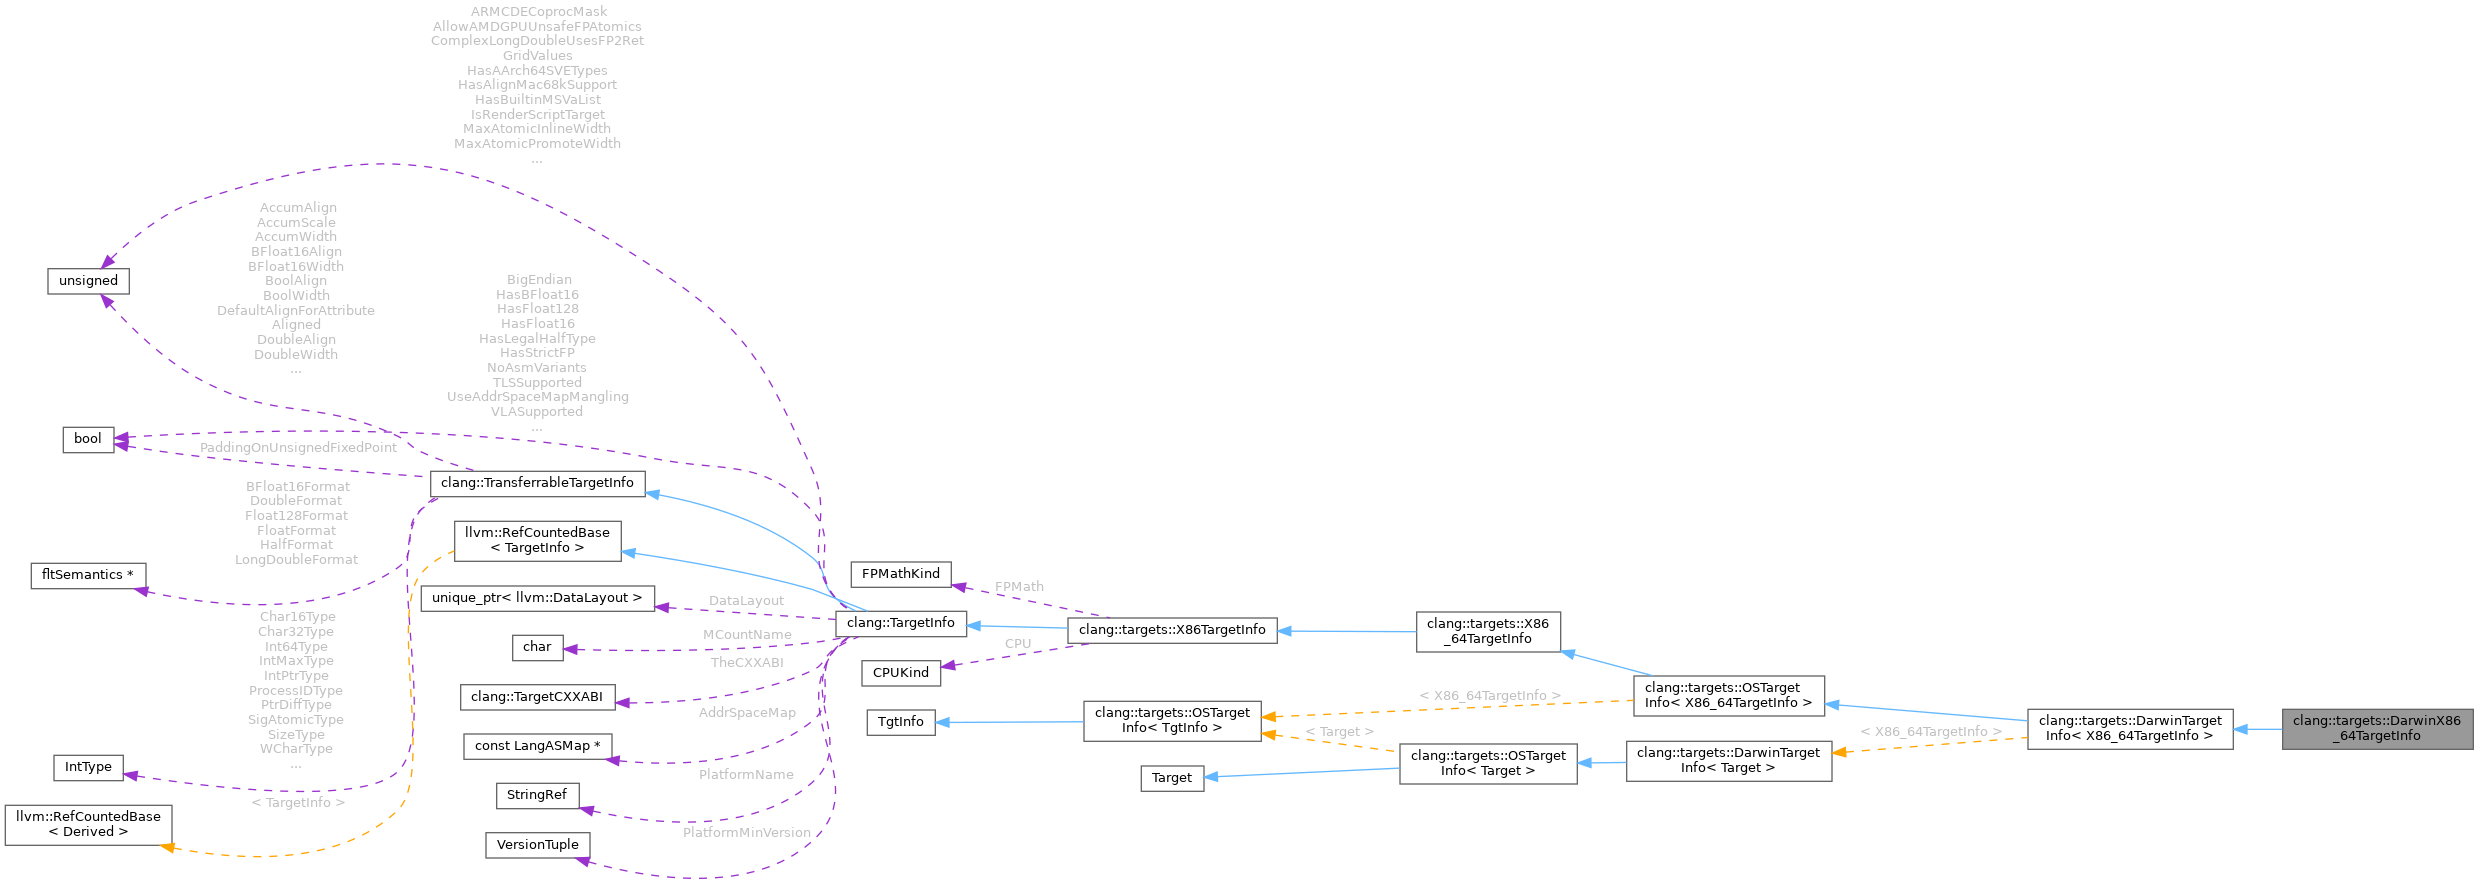 ARMCDECoprocMask
AllowAMDGPUUnsafeFPAtomics
ComplexLongDoubleUsesFP2Ret
GridValues
HasAArch64SVETypes
HasAlignMac68kSupport
HasBuiltinMSVaList
IsRenderScriptTarget
MaxAtomicInlineWidth
MaxAtomicPromoteWidth
...
AccumAlign
AccumScale
AccumWidth
BFloat16Align
BFloat16Width
BoolAlign
BoolWidth
DefaultAlignForAttribute
Aligned
DoubleAlign
DoubleWidth
...
unsigned
BigEndian
HasBFloat16
HasFloat128
HasFloat16
HasLegalHalfType
HasStrictFP
NoAsmVariants
TLSSupported
UseAddrSpaceMapMangling
VLASupported
...
bool
PaddingOnUnsignedFixedPoint
clang::TransferrableTargetInfo
BFloat16Format
DoubleFormat
Float128Format
FloatFormat
HalfFormat
LongDoubleFormat
llvm::RefCountedBase
< TargetInfo >
fltSemantics *
unique_ptr< llvm::DataLayout >
DataLayout
FPMathKind
FPMath
Char16Type
Char32Type
Int64Type
IntMaxType
IntPtrType
ProcessIDType
PtrDiffType
SigAtomicType
SizeType
WCharType
...
char
MCountName
clang::TargetInfo
clang::targets::X86TargetInfo
clang::targets::X86
_64TargetInfo
CPU
CPUKind
TheCXXABI
clang::TargetCXXABI
AddrSpaceMap
const LangASMap *
TgtInfo
clang::targets::OSTarget
Info< TgtInfo >
< X86_64TargetInfo >
clang::targets::OSTarget
Info< X86_64TargetInfo >
< Target >
clang::targets::OSTarget
Info< Target >
Target
clang::targets::DarwinTarget
Info< Target >
< X86_64TargetInfo >
clang::targets::DarwinTarget
Info< X86_64TargetInfo >
clang::targets::DarwinX86
_64TargetInfo
IntType
PlatformName
StringRef
< TargetInfo >
llvm::RefCountedBase
< Derived >
PlatformMinVersion
VersionTuple